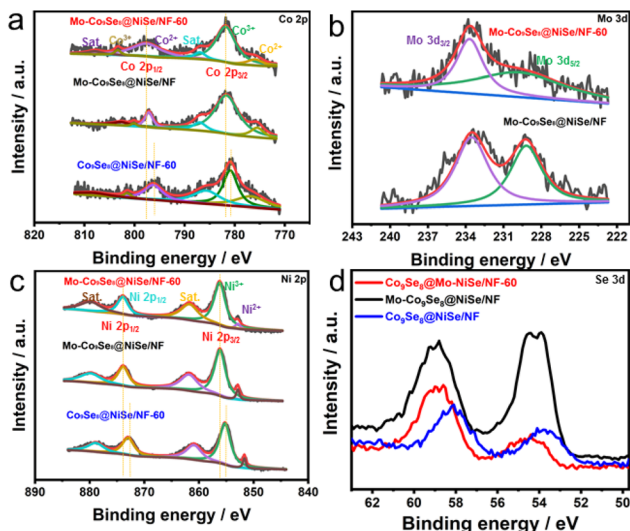 a
Co 2p
Mo-Co₉Se₈@NiSe/NF-60
Sat. Co³⁺ Co²⁺ Sat. Co³⁺ Co²⁺
Co 2p₁/₂ Co 2p₃/₂
Mo-Co₉Se₈@NiSe/NF
Co₉Se₈@NiSe/NF-60
Intensity / a.u.
820 810 800 790 780 770
Binding energy / eV
b
Mo 3d
Mo 3d₃/₂ Mo-Co₉Se₈@NiSe/NF-60
Mo 3d₅/₂
Mo-Co₉Se₈@NiSe/NF
Intensity / a.u.
243 240 237 234 231 228 225 222
Binding energy / eV
c
Ni 2p
Mo-Co₉Se₈@NiSe/NF-60
Sat. Ni 2p₁/₂ Sat. Ni³⁺ Ni²⁺
Ni 2p₁/₂ Ni 2p₃/₂
Mo-Co₉Se₈@NiSe/NF
Co₉Se₈@NiSe/NF-60
Intensity / a.u.
890 880 870 860 850 840
Binding energy / eV
d
Se 3d
Co₉Se₈@Mo-NiSe/NF-60
Mo-Co₉Se₈@NiSe/NF
Co₉Se₈@NiSe/NF
Intensity / a.u.
62 60 58 56 54 52 50
Binding energy / eV